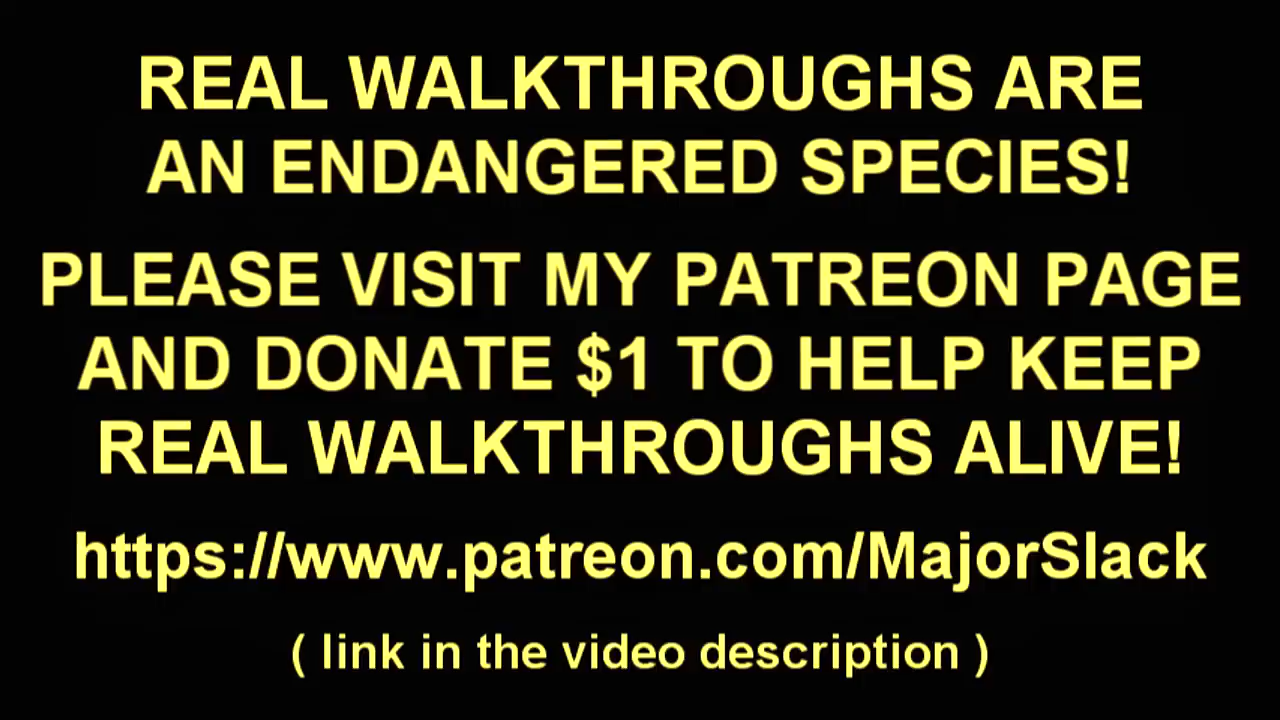 REAL WALKTHROUGHS ARE
AN ENDANGERED SPECIES!
PLEASE VISIT MY PATREON PAGE
AND DONATE $1 TO HELP KEEP
REAL WALKTHROUGHS ALIVE!
https://www.patreon.com/MajorSlack
( link in the video description )